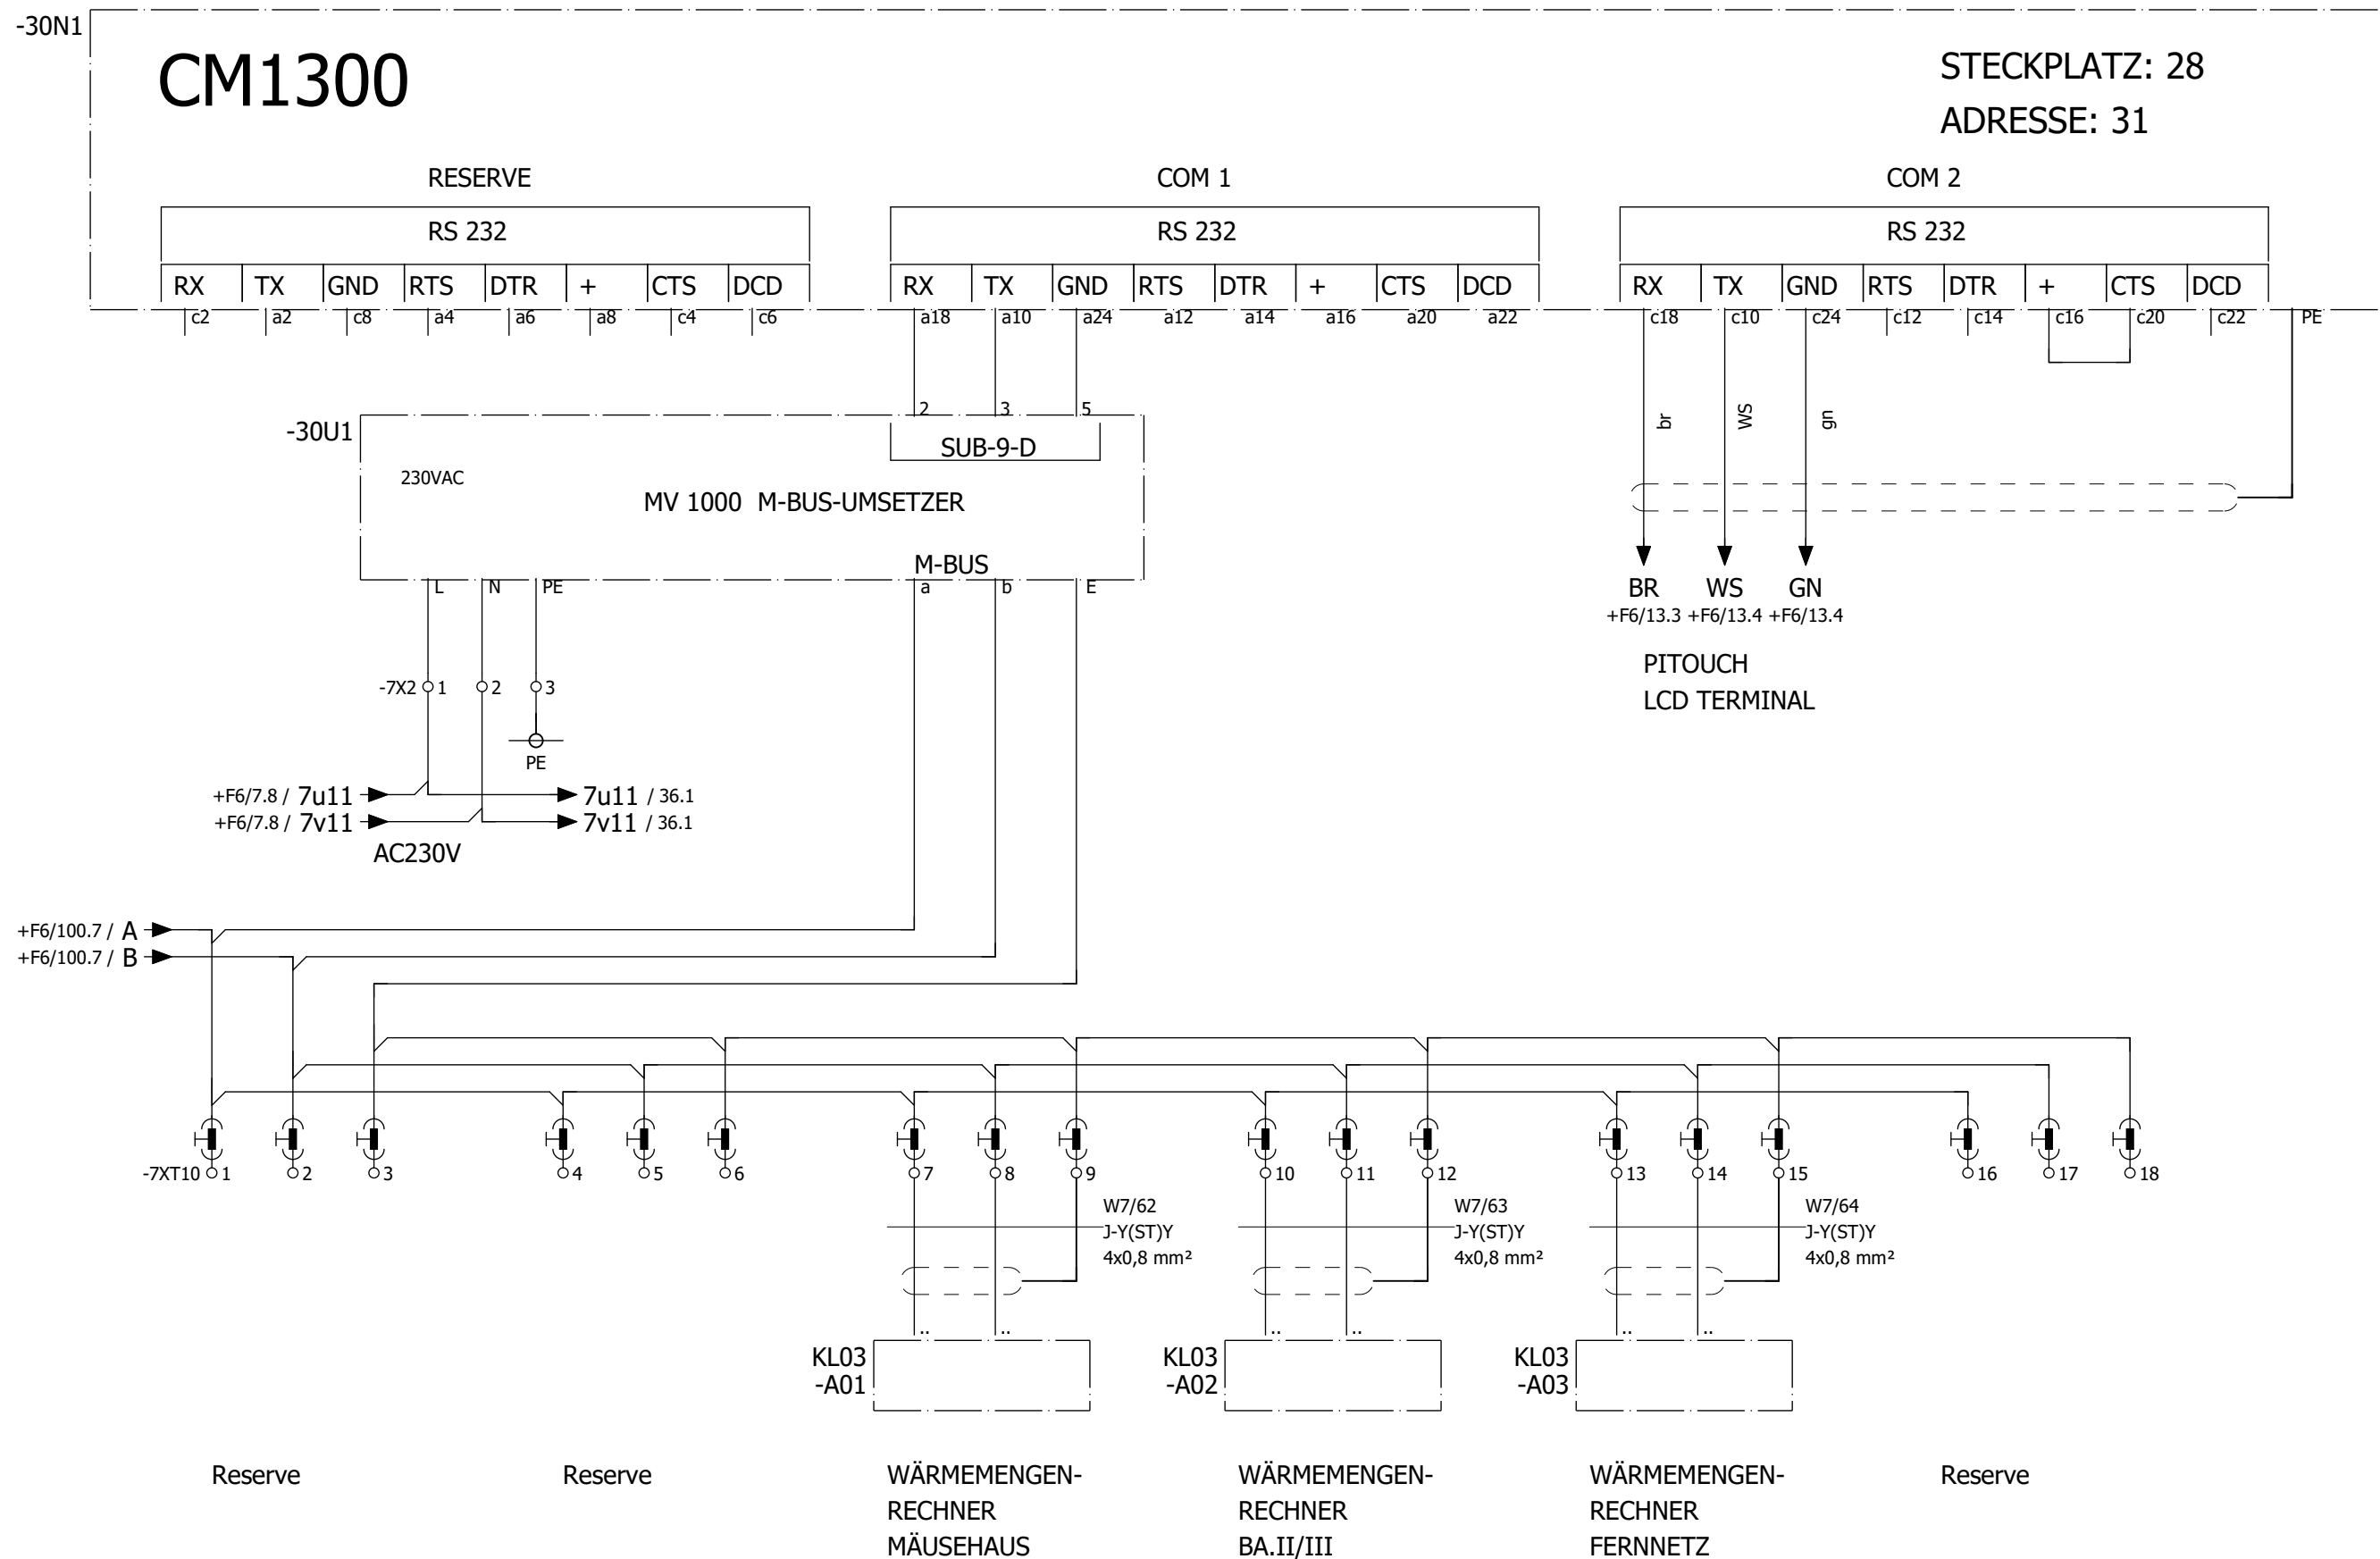 -30N1
CM1300
STECKPLATZ: 28
ADRESSE: 31
RESERVE COM 1 COM 2
RS 232 RS 232 RS 232
RX TX GND RTS DTR + CTS DCD RX TX GND RTS DTR + CTS DCD RX TX GND RTS DTR + CTS DCD
c2 a2 c8 a4 a6 a8 c4 c6 a18 a10 a24 a12 a14 a16 a20 a22 c18 c10 c24 c12 c14 c16 c20 c22 PE
2 3 5
br WS gn
-30U1
SUB-9-D
230VAC
MV 1000 M-BUS-UMSETZER
M-BUS
L N PE a b E
BR WS GN
+F6/13.3 +F6/13.4 +F6/13.4
PITOUCH
LCD TERMINAL
-7X2 1 2 3
PE
+F6/7.8 / 7u11 7u11 / 36.1
+F6/7.8 / 7v11 7v11 / 36.1
AC230V
+F6/100.7 / A
+F6/100.7 / B
-7XT10 1 2 3 4 5 6 7 8 9 10 11 12 13 14 15 16 17 18
W7/62 W7/63 W7/64
J-Y(ST)Y J-Y(ST)Y J-Y(ST)Y
4x0,8 mm² 4x0,8 mm² 4x0,8 mm²
.. .. .. .. .. ..
KL03 KL03 KL03
-A01 -A02 -A03
Reserve Reserve WÄRMEMENGEN- WÄRMEMENGEN- WÄRMEMENGEN- Reserve
RECHNER RECHNER RECHNER
MÄUSEHAUS BA.II/III FERNNETZ